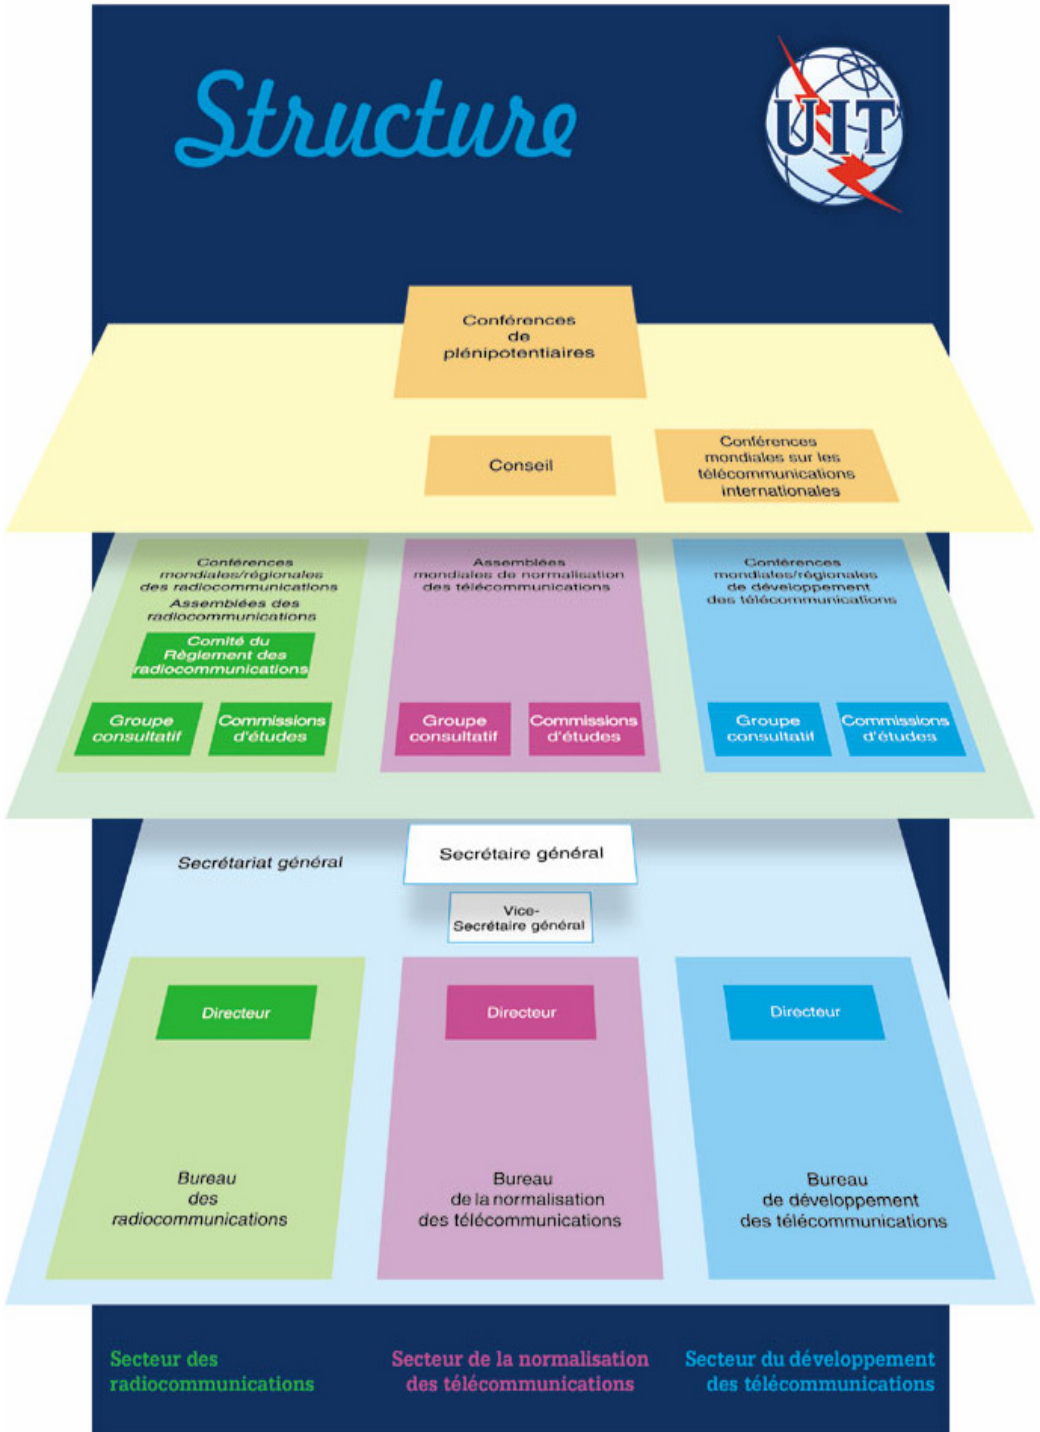 Structure
UIT
Conférences
de
plénipotentiaires
Conseil
Conférences
mondiales sur les
télécommunications
internationales
Conférences
mondiales/régionales
des radiocommunications
Assemblées des
radiocommunications
Comité du
Règlement des
radiocommunications
Groupe
consultatif
Commissions
d'études
Assemblées
mondiales de normalisation
des télécommunications
Groupe
consultatif
Commissions
d'études
Conférences
mondiales/régionales
de développement
des télécommunications
Groupe
consultatif
Commissions
d'études
Secrétariat général
Secrétaire général
Vice-
Secrétaire général
Directeur
Bureau
des
radiocommunications
Directeur
Bureau
de la normalisation
des télécommunications
Directeur
Bureau
de développement
des télécommunications
Secteur des
radiocommunications
Secteur de la normalisation
des télécommunications
Secteur du développement
des télécommunications